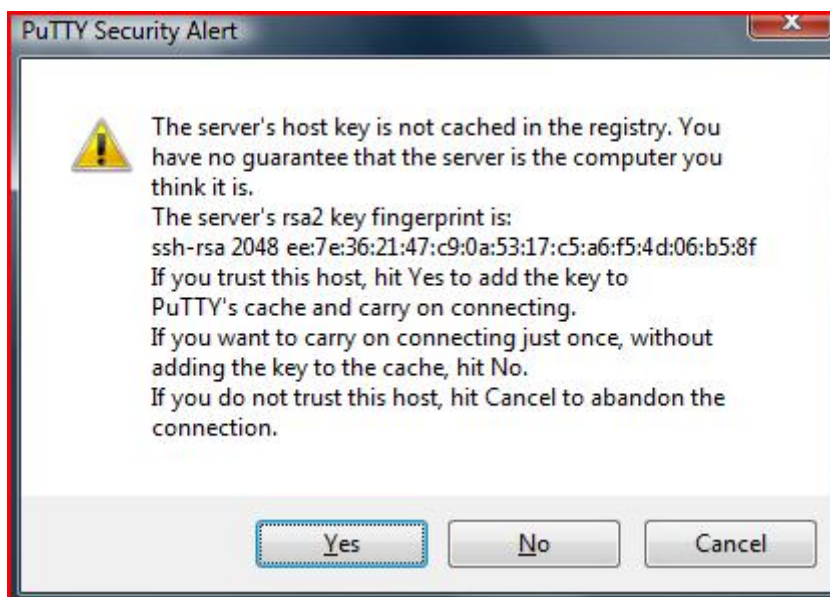 PuTTY Security Alert
The server's host key is not cached in the registry. You
have no guarantee that the server is the computer you
think it is.
The server's rsa2 key fingerprint is:
ssh-rsa 2048 ee:7e:36:21:47:c9:0a:53:17:c5:a6:f5:4d:06:b5:8f
If you trust this host, hit Yes to add the key to
PuTTY's cache and carry on connecting.
If you want to carry on connecting just once, without
adding the key to the cache, hit No.
If you do not trust this host, hit Cancel to abandon the
connection.
Yes No Cancel